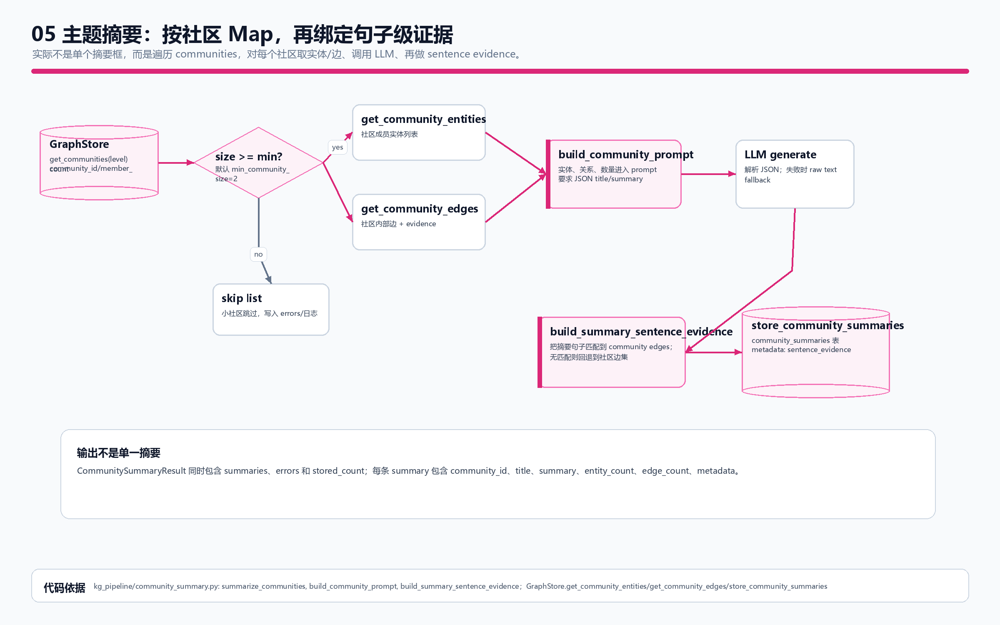 05 主题摘要：按社区 Map，再绑定句子级证据
实际不是单个摘要框，而是遍历 communities，对每个社区取实体/边、调用 LLM、再做 sentence evidence。
GraphStore
get_communities(level)
community_id/member_
count
size >= min?
默认 min_community_
size=2
yes
no
get_community_entities
社区成员实体列表
get_community_edges
社区内部边 + evidence
skip list
小社区跳过，写入 errors/日志
build_community_prompt
实体、关系、数量进入 prompt
要求 JSON title/summary
LLM generate
解析 JSON；失败时 raw text
fallback
build_summary_sentence_evidence
把摘要句子匹配到 community edges；
无匹配则回退到社区边集
store_community_summaries
community_summaries 表
metadata: sentence_evidence
输出不是单一摘要
CommunitySummaryResult 同时包含 summaries、errors 和 stored_count；每条 summary 包含 community_id、title、summary、entity_count、edge_count、metadata。
代码依据 kg_pipeline/community_summary.py: summarize_communities, build_community_prompt, build_summary_sentence_evidence；GraphStore.get_community_entities/get_community_edges/store_community_summaries